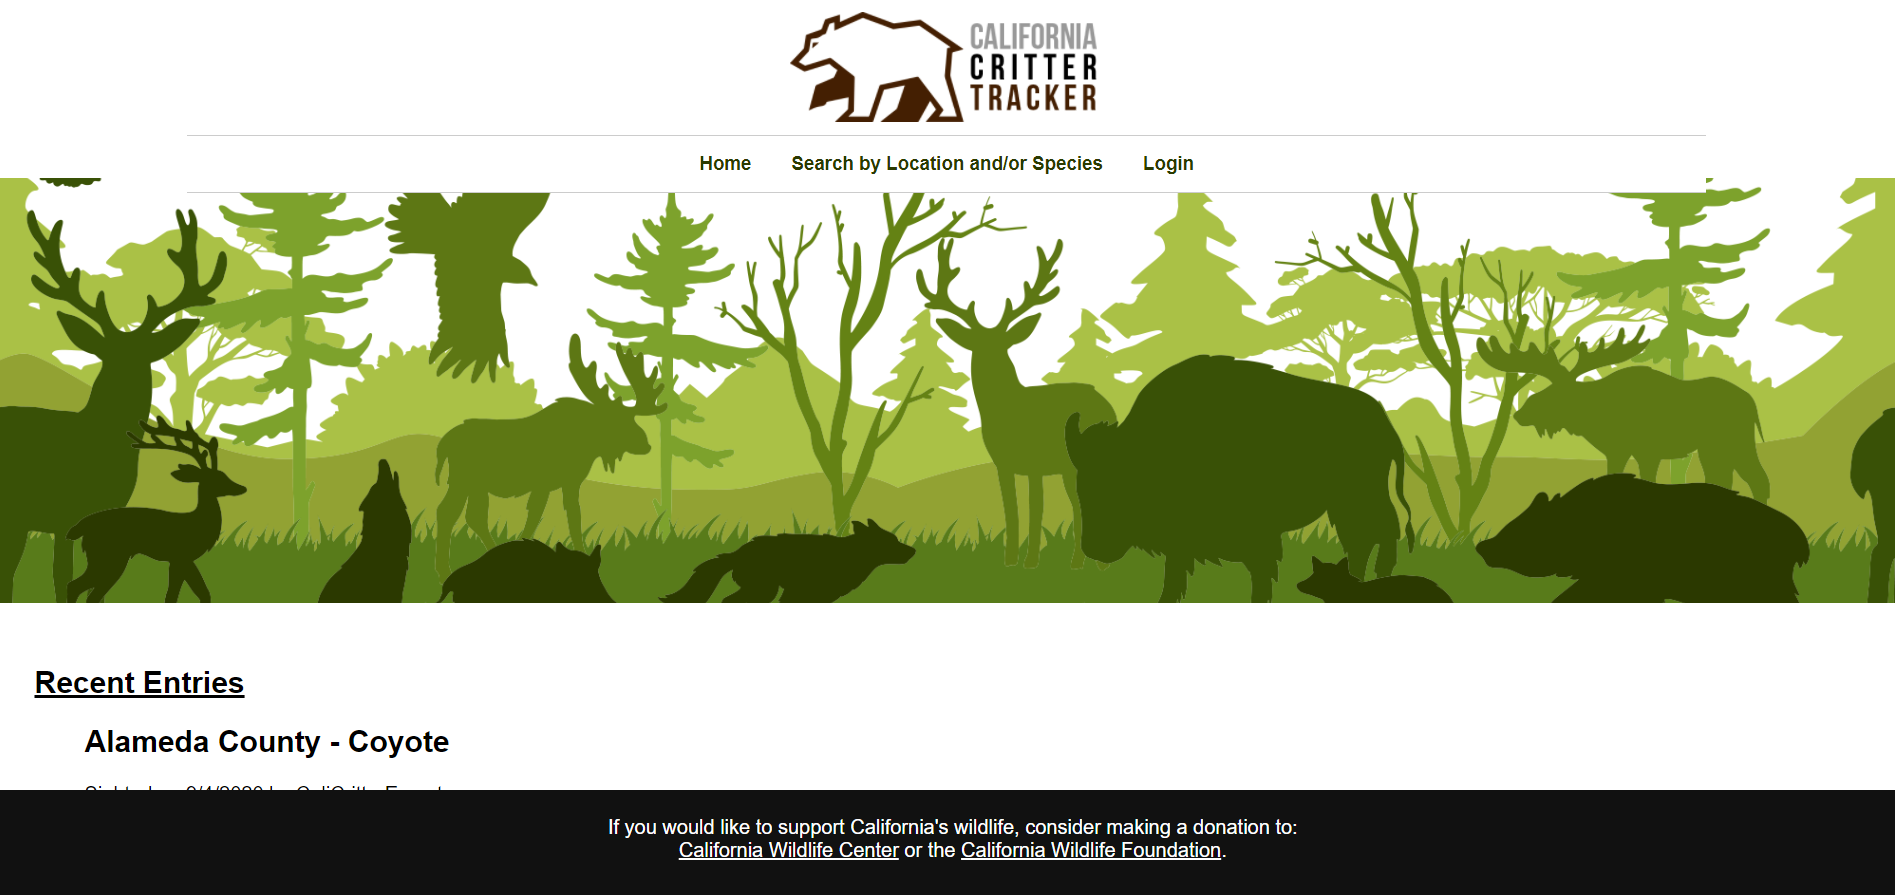 CALIFORNIA
CRITTER
TRACKER
Home Search by Location and/or Species Login
Recent Entries
Alameda County - Coyote
If you would like to support California's wildlife, consider making a donation to:
California Wildlife Center or the California Wildlife Foundation.